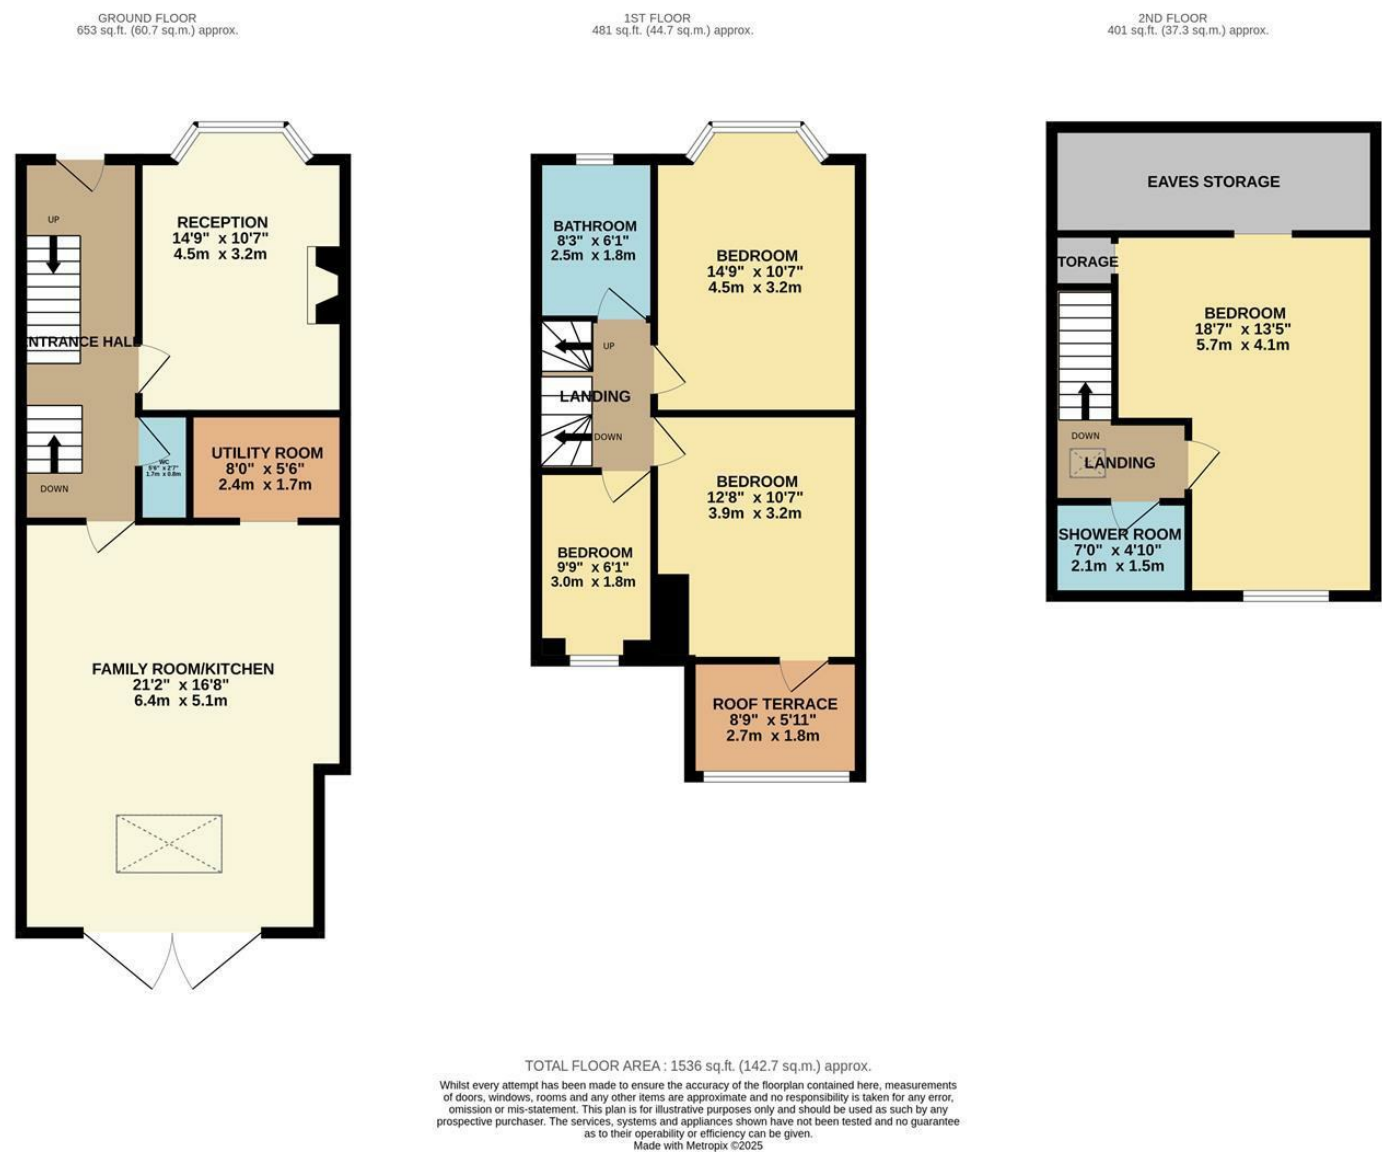 GROUND FLOOR
653 sq.ft. (60.7 sq.m.) approx.
1ST FLOOR
481 sq.ft. (44.7 sq.m.) approx.
2ND FLOOR
401 sq.ft. (37.3 sq.m.) approx.
UP
RECEPTION
14'9" x 10'7"
4.5m x 3.2m
NTRANCE HALL
UTILITY ROOM
8'0" x 5'6"
2.4m x 1.7m
WC
5'6" x 2'7"
1.7m x 0.8m
DOWN
FAMILY ROOM/KITCHEN
21'2" x 16'8"
6.4m x 5.1m
BATHROOM
8'3" x 6'1"
2.5m x 1.8m
BEDROOM
14'9" x 10'7"
4.5m x 3.2m
UP
LANDING
DOWN
BEDROOM
12'8" x 10'7"
3.9m x 3.2m
BEDROOM
9'9" x 6'1"
3.0m x 1.8m
ROOF TERRACE
8'9" x 5'11"
2.7m x 1.8m
EAVES STORAGE
TORAGE
BEDROOM
18'7" x 13'5"
5.7m x 4.1m
DOWN
LANDING
SHOWER ROOM
7'0" x 4'10"
2.1m x 1.5m
TOTAL FLOOR AREA : 1536 sq.ft. (142.7 sq.m.) approx.
Whilst every attempt has been made to ensure the accuracy of the floorplan contained here, measurements
of doors, windows, rooms and any other items are approximate and no responsibility is taken for any error,
omission or mis-statement. This plan is for illustrative purposes only and should be used as such by any
prospective purchaser. The services, systems and appliances shown have not been tested and no guarantee
as to their operability or efficiency can be given.
Made with Metropix ©2025